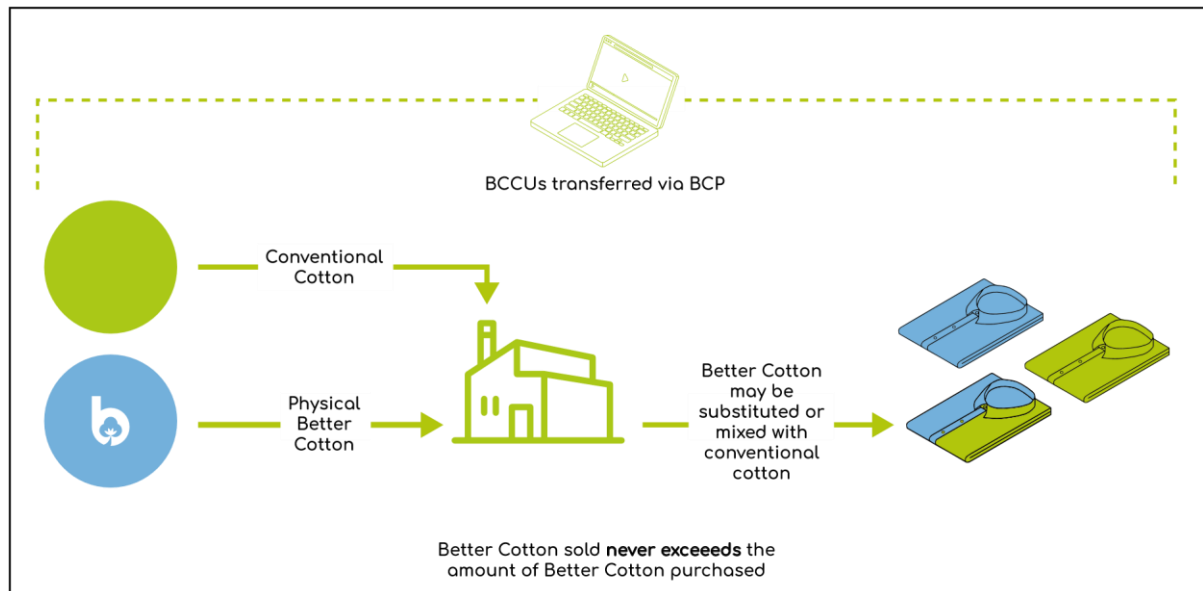 BCCUs transferred via BCP
Conventional
Cotton
Physical
Better
Cotton
Better Cotton
may be
substituted or
mixed with
conventional
cotton
Better Cotton sold never exceeeds the
amount of Better Cotton purchased